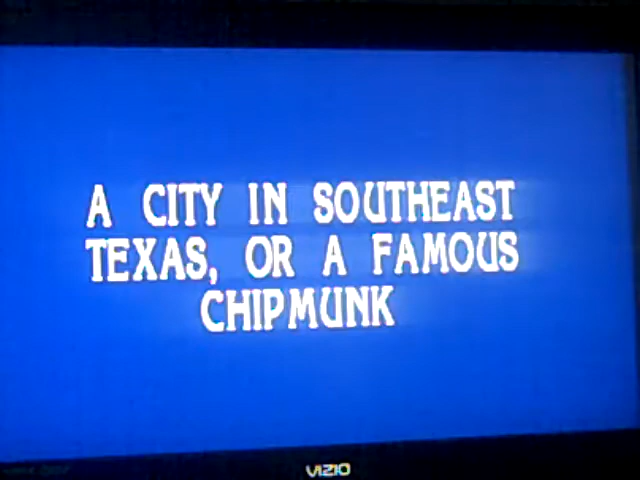 A CITY IN SOUTHEAST
TEXAS, OR A FAMOUS
CHIPMUNK
VIZIO